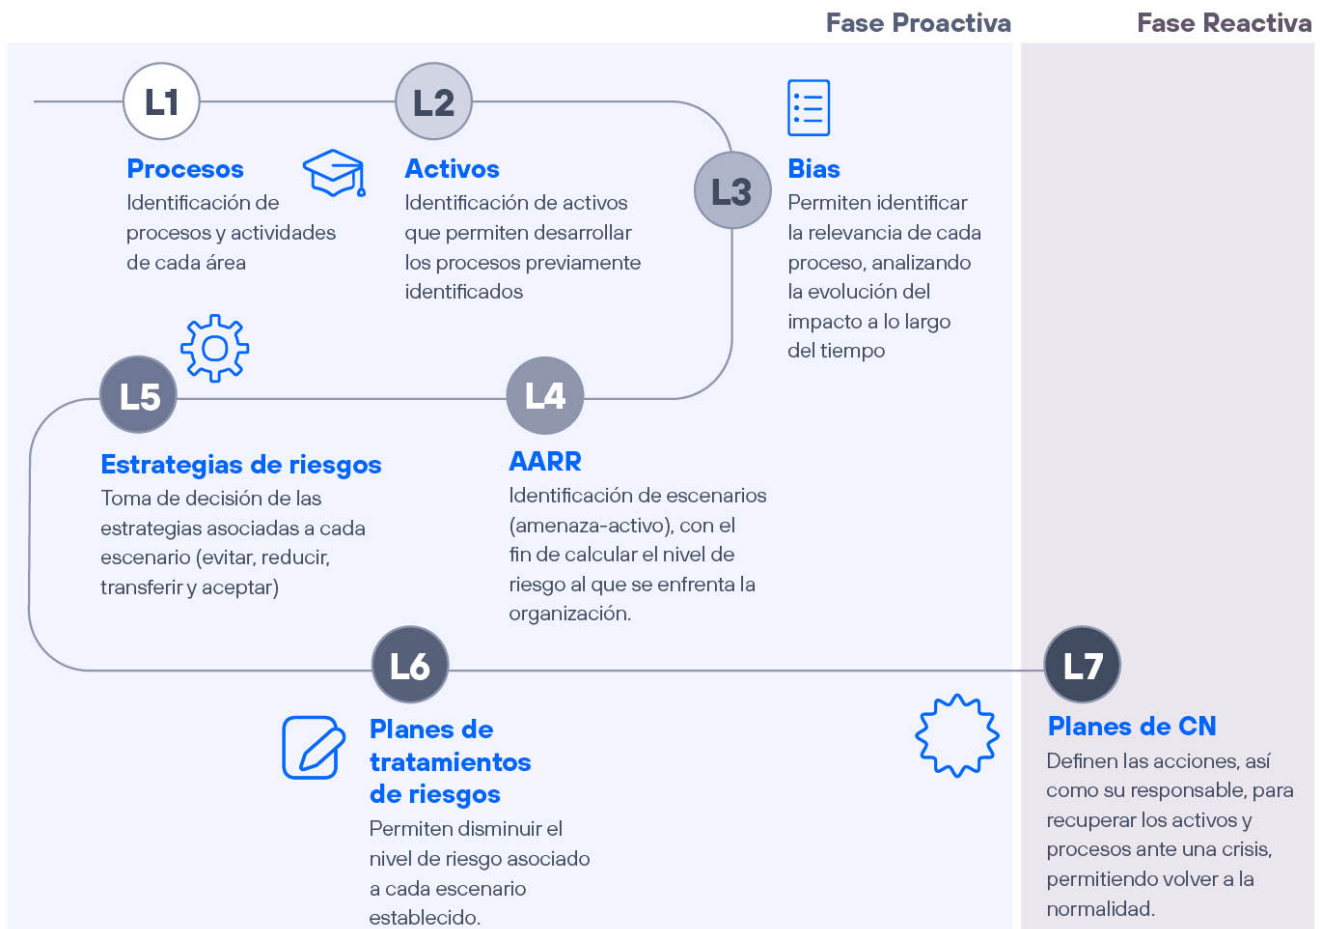 Fase Proactiva
Fase Reactiva
L1
Procesos
Identificación de
procesos y actividades
de cada área
L2
Activos
Identificación de activos
que permiten desarrollar
los procesos previamente
identificados
L3
Bias
Permiten identificar
la relevancia de cada
proceso, analizando
la evolución del
impacto a lo largo
del tiempo
L4
AARR
Identificación de escenarios
(amenaza-activo), con el
fin de calcular el nivel de
riesgo al que se enfrenta la
organización.
L5
Estrategias de riesgos
Toma de decisión de las
estrategias asociadas a cada
escenario (evitar, reducir,
transferir y aceptar)
L6
Planes de
tratamientos
de riesgos
Permiten disminuir el
nivel de riesgo asociado
a cada escenario
establecido.
L7
Planes de CN
Definen las acciones, así
como su responsable, para
recuperar los activos y
procesos ante una crisis,
permitiendo volver a la
normalidad.